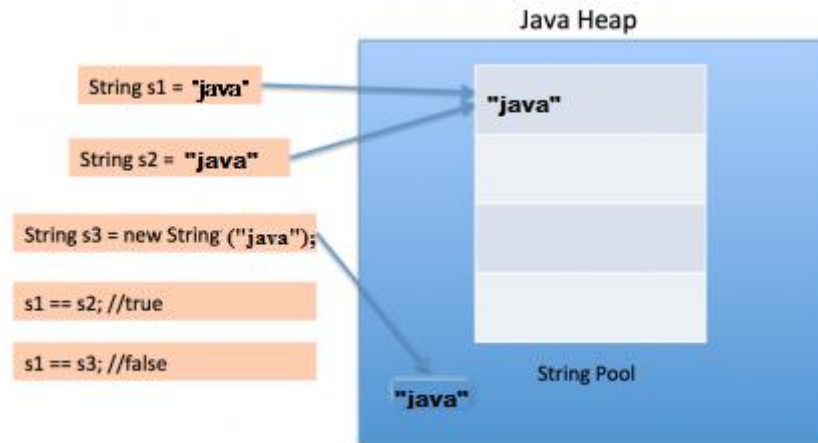 Java Heap
String s1 = "java"
"java"
String s2 = "java"
String s3 = new String ("java");
s1 == s2; //true
s1 == s3; //false
String Pool
"java"